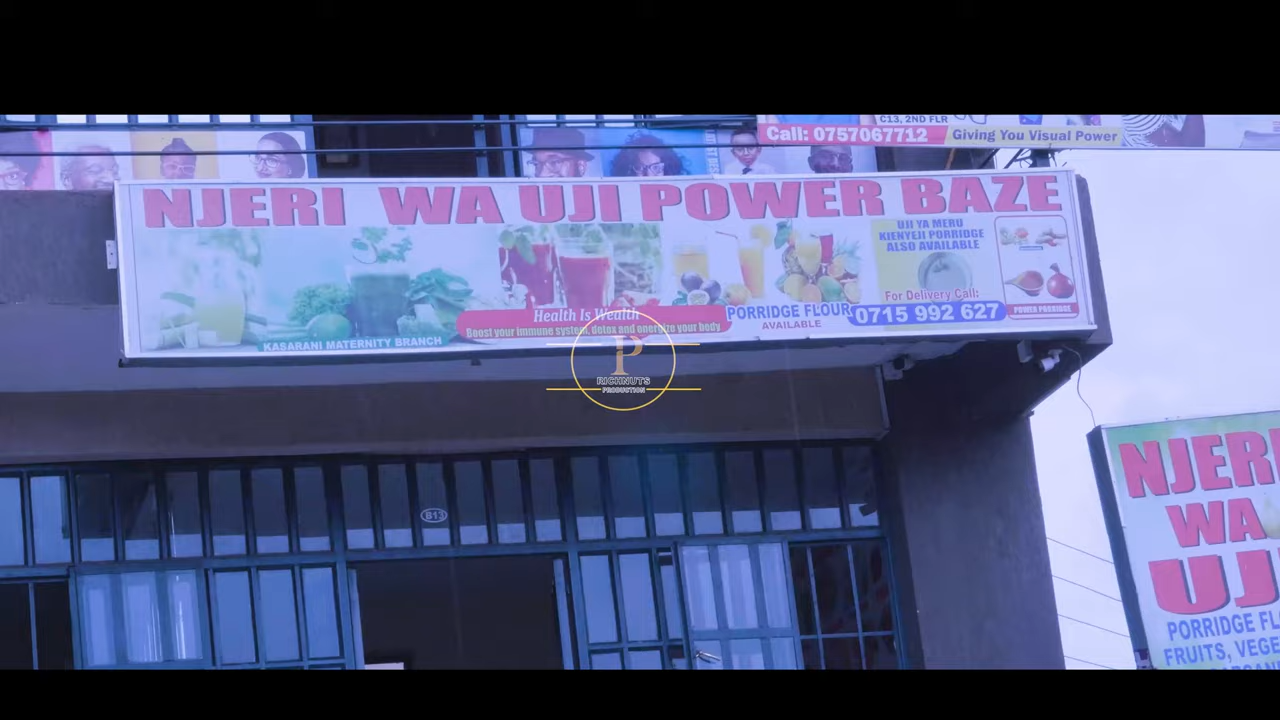 C13, 2ND FLR
Call: 0757067712
Giving You Visual Power
NJERI WA UJI POWER BAZE
UJI YA MERU
KIENYEJI PORRIDGE
ALSO AVAILABLE
For Delivery Call:
0715 992 627
POWER PORRIDGE
PORRIDGE FLOUR
AVAILABLE
Health Is Wealth
Boost your immune system, detox and energize your body
KASARANI MATERNITY BRANCH
P
RICHNUTS
PRODUCTION
B13
NJERI
WA
UJ
PORRIDGE FL
FRUITS, VEGE